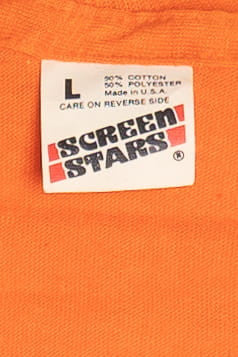 L
50% COTTON
50% POLYESTER
Made in U.S.A.
CARE ON REVERSE SIDE
SCREEN
STARS®